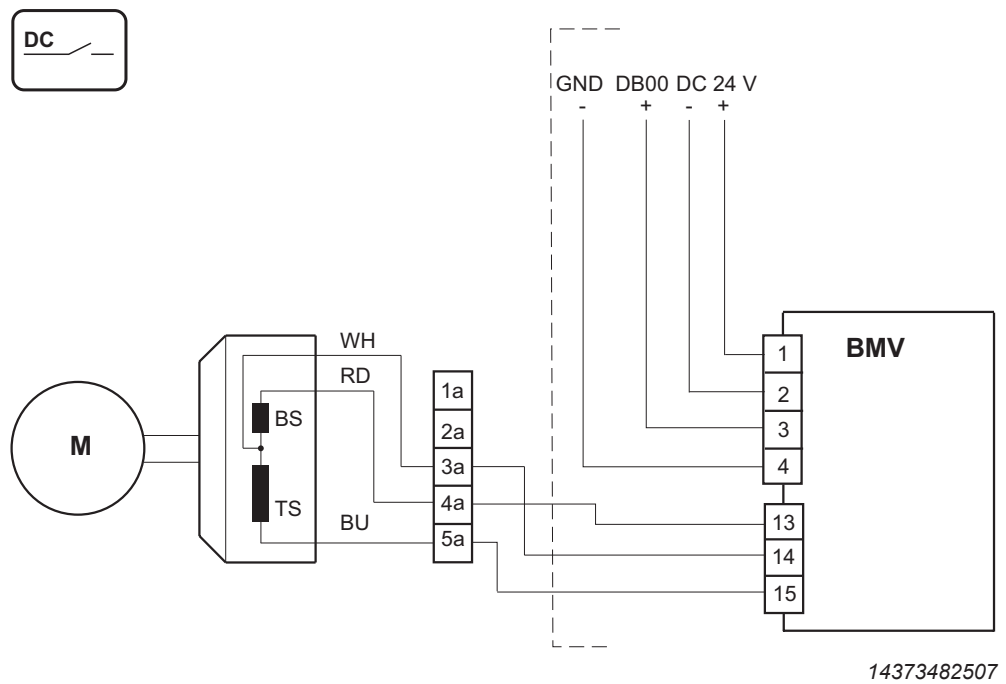 DC
GND DB00 DC 24 V
- + - +
BMV
1
2
3
4
13
14
15
WH
RD
BU
BS
TS
M
1a
2a
3a
4a
5a
14373482507